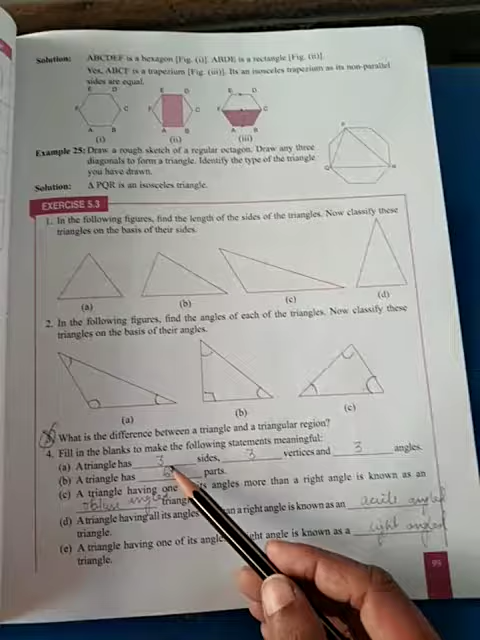 Solution: ABCDEF is a hexagon [Fig. (i)]. ABDE is a rectangle [Fig. (ii)].
Yes, ABCF is a trapezium [Fig. (iii)]. Its an isosceles trapezium as its non-parallel
sides are equal.
E D E D E D
F C F C F C
A B A B A B
(i) (ii) (iii)
Example 25: Draw a rough sketch of a regular octagon. Draw any three
diagonals to form a triangle. Identify the type of the triangle
you have drawn.
P
Q R
Solution: Δ PQR is an isosceles triangle.
EXERCISE 5.3
1. In the following figures, find the length of the sides of the triangles. Now classify these
triangles on the basis of their sides.
(a) (b) (c) (d)
2. In the following figures, find the angles of each of the triangles. Now classify these
triangles on the basis of their angles.
(a) (b) (c)
What is the difference between a triangle and a triangular region?
4. Fill in the blanks to make the following statements meaningful:
(a) A triangle has 3 sides, 3 vertices and 3 angles.
(b) A triangle has 6 parts.
(c) A triangle having one its angles more than a right angle is known as an
obtuse angled triang
(d) A triangle having all its angles than a right angle is known as an acute angled
triangle.
(e) A triangle having one of its angle ght angle is known as a right angled
triangle.
99